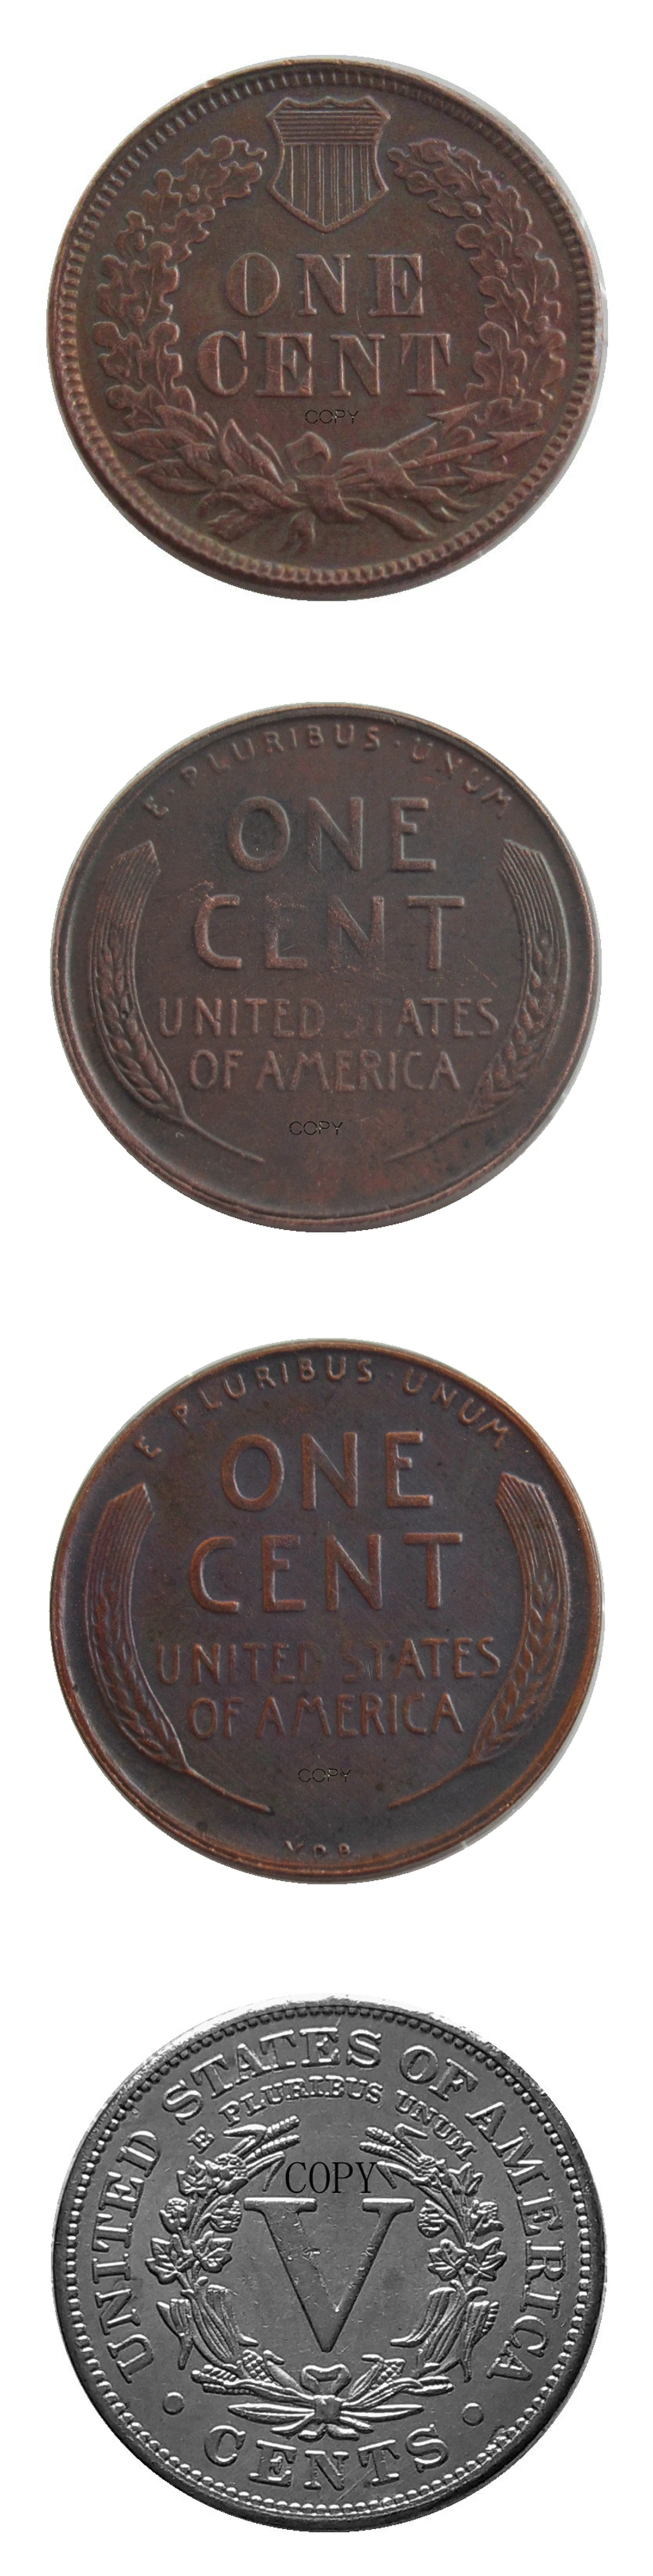 ONE
CENT
COPY
E · PLURIBUS · UNUM
ONE
CENT
UNITED STATES
OF AMERICA
COPY
E PLURIBUS · UNUM
ONE
CENT
UNITED STATES
OF AMERICA
COPY
V D B
UNITED STATES OF AMERICA
E PLURIBUS UNUM
COPY
V
· CENTS ·